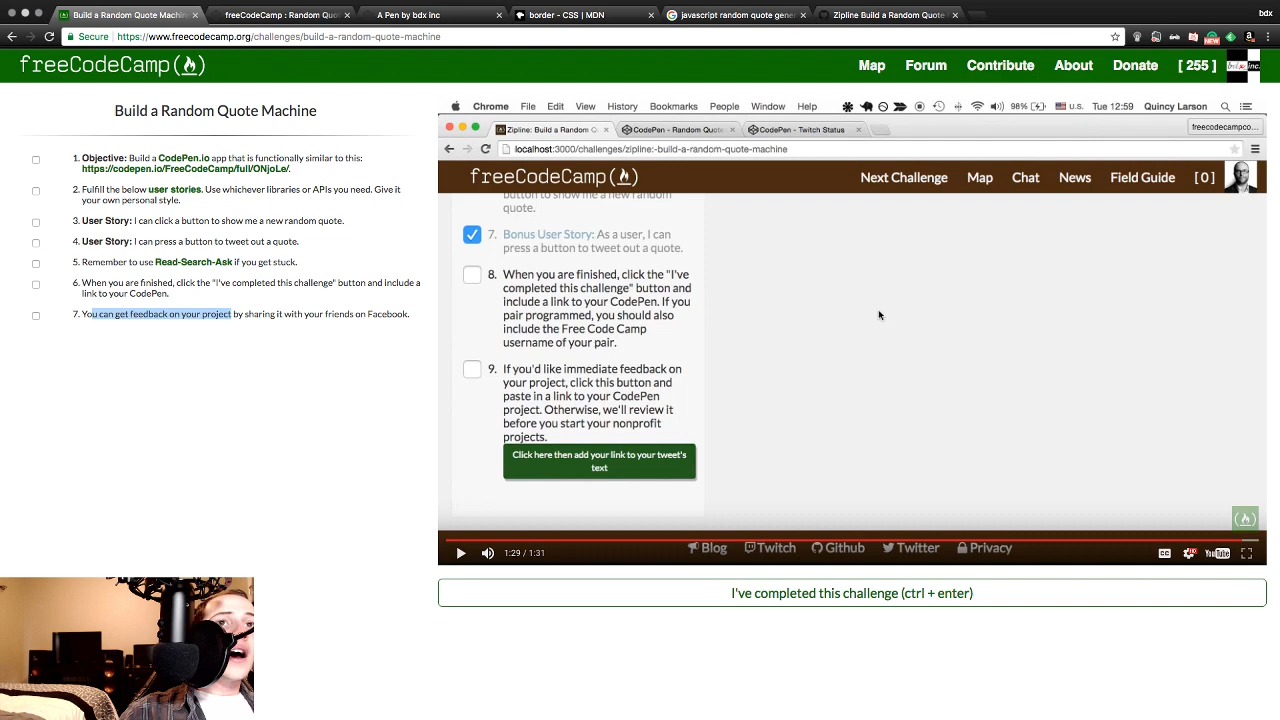 Build a Random Quote Machin
freeCodeCamp : Random Quo
A Pen by bdx inc
border - CSS | MDN
javascript random quote gener
Zipline Build a Random Quote
bdx
Secure
https://www.freecodecamp.org/challenges/build-a-random-quote-machine
freeCodeCamp
Map
Forum
Contribute
About
Donate
[ 255 ]
bdx inc.
Build a Random Quote Machine
1. Objective: Build a CodePen.io app that is functionally similar to this:
https://codepen.io/FreeCodeCamp/full/ONjoLe/.
2. Fulfill the below user stories. Use whichever libraries or APIs you need. Give it
your own personal style.
3. User Story: I can click a button to show me a new random quote.
4. User Story: I can press a button to tweet out a quote.
5. Remember to use Read-Search-Ask if you get stuck.
6. When you are finished, click the "I've completed this challenge" button and include a
link to your CodePen.
7. You can get feedback on your project by sharing it with your friends on Facebook.
Chrome File Edit View History Bookmarks People Window Help
98% U.S. Tue 12:59 Quincy Larson
Zipline: Build a Random Q
CodePen - Random Quote
CodePen - Twitch Status
freecodecampco...
localhost:3000/challenges/zipline:-build-a-random-quote-machine
freeCodeCamp
Next Challenge
Map
Chat
News
Field Guide
[0]
button to show me a new random
quote.
7. Bonus User Story: As a user, I can
press a button to tweet out a quote.
8. When you are finished, click the "I've
completed this challenge" button and
include a link to your CodePen. If you
pair programmed, you should also
include the Free Code Camp
username of your pair.
9. If you'd like immediate feedback on
your project, click this button and
paste in a link to your CodePen
project. Otherwise, we'll review it
before you start your nonprofit
projects.
Click here then add your link to your tweet's
text
Blog
Twitch
Github
Twitter
Privacy
1:29 / 1:31
CC
HD
YouTube
I've completed this challenge (ctrl + enter)
NEW